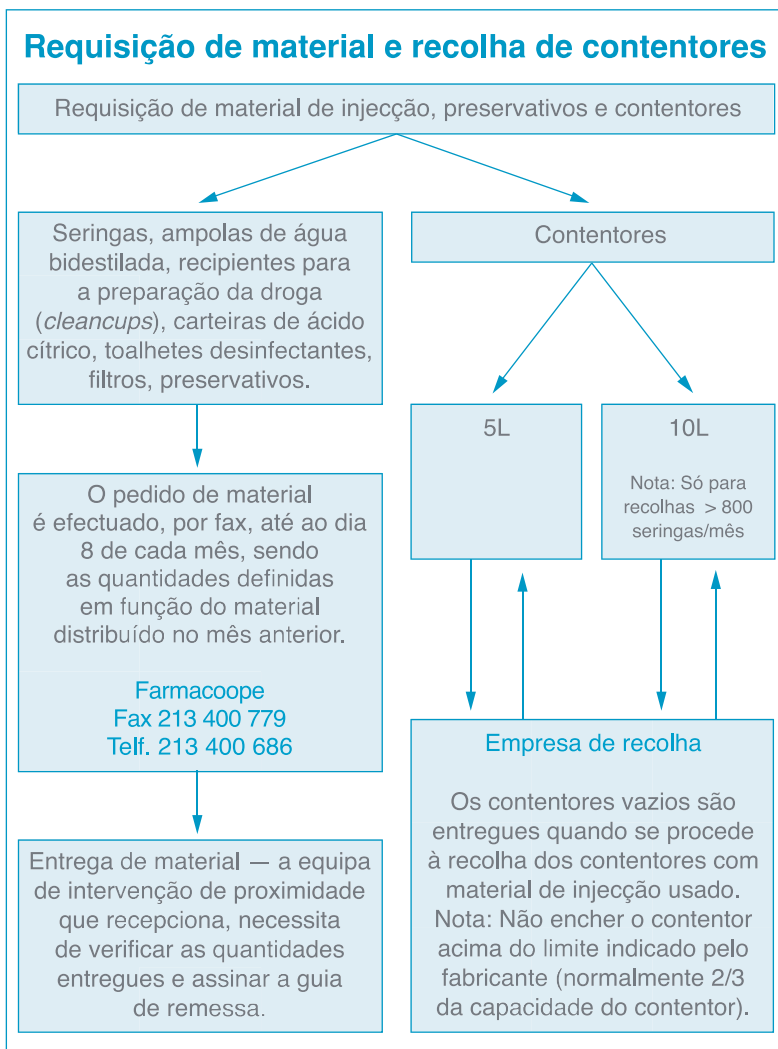 Requisição de material e recolha de contentores
Requisição de material de injecção, preservativos e contentores
Seringas, ampolas de água
bidestilada, recipientes para
a preparação da droga
(cleancups), carteiras de ácido
cítrico, toalhetes desinfectantes,
filtros, preservativos.
O pedido de material
é efectuado, por fax, até ao dia
8 de cada mês, sendo
as quantidades definidas
em função do material
distribuído no mês anterior.
Farmacoope
Fax 213 400 779
Telf. 213 400 686
Entrega de material — a equipa
de intervenção de proximidade
que recepciona, necessita
de verificar as quantidades
entregues e assinar a guia
de remessa.
Contentores
5L
10L
Nota: Só para
recolhas > 800
seringas/mês
Empresa de recolha
Os contentores vazios são
entregues quando se procede
à recolha dos contentores com
material de injecção usado.
Nota: Não encher o contentor
acima do limite indicado pelo
fabricante (normalmente 2/3
da capacidade do contentor).